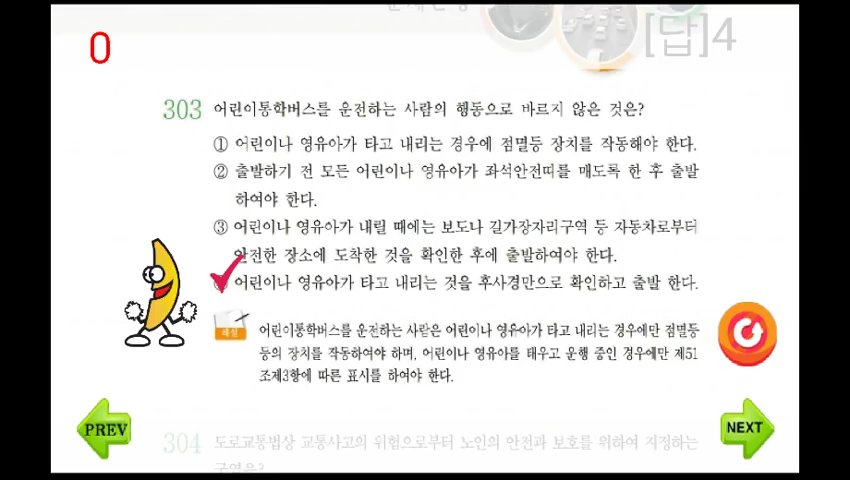 0
[답]4
303 어린이통학버스를 운전하는 사람의 행동으로 바르지 않은 것은?
① 어린이나 영유아가 타고 내리는 경우에 점멸등 장치를 작동해야 한다.
② 출발하기 전 모든 어린이나 영유아가 좌석안전띠를 매도록 한 후 출발
하여야 한다.
③ 어린이나 영유아가 내릴 때에는 보도나 길가장자리구역 등 자동차로부터
안전한 장소에 도착한 것을 확인한 후에 출발하여야 한다.
어린이나 영유아가 타고 내리는 것을 후사경만으로 확인하고 출발 한다.
해설
어린이통학버스를 운전하는 사람은 어린이나 영유아가 타고 내리는 경우에만 점멸등
등의 장치를 작동하여야 하며, 어린이나 영유아를 태우고 운행 중인 경우에만 제51
조제3항에 따른 표시를 하여야 한다.
PREV
NEXT
304 도로교통법상 교통사고의 위험으로부터 노인의 안전과 보호를 위하여 지정하는
구역은?